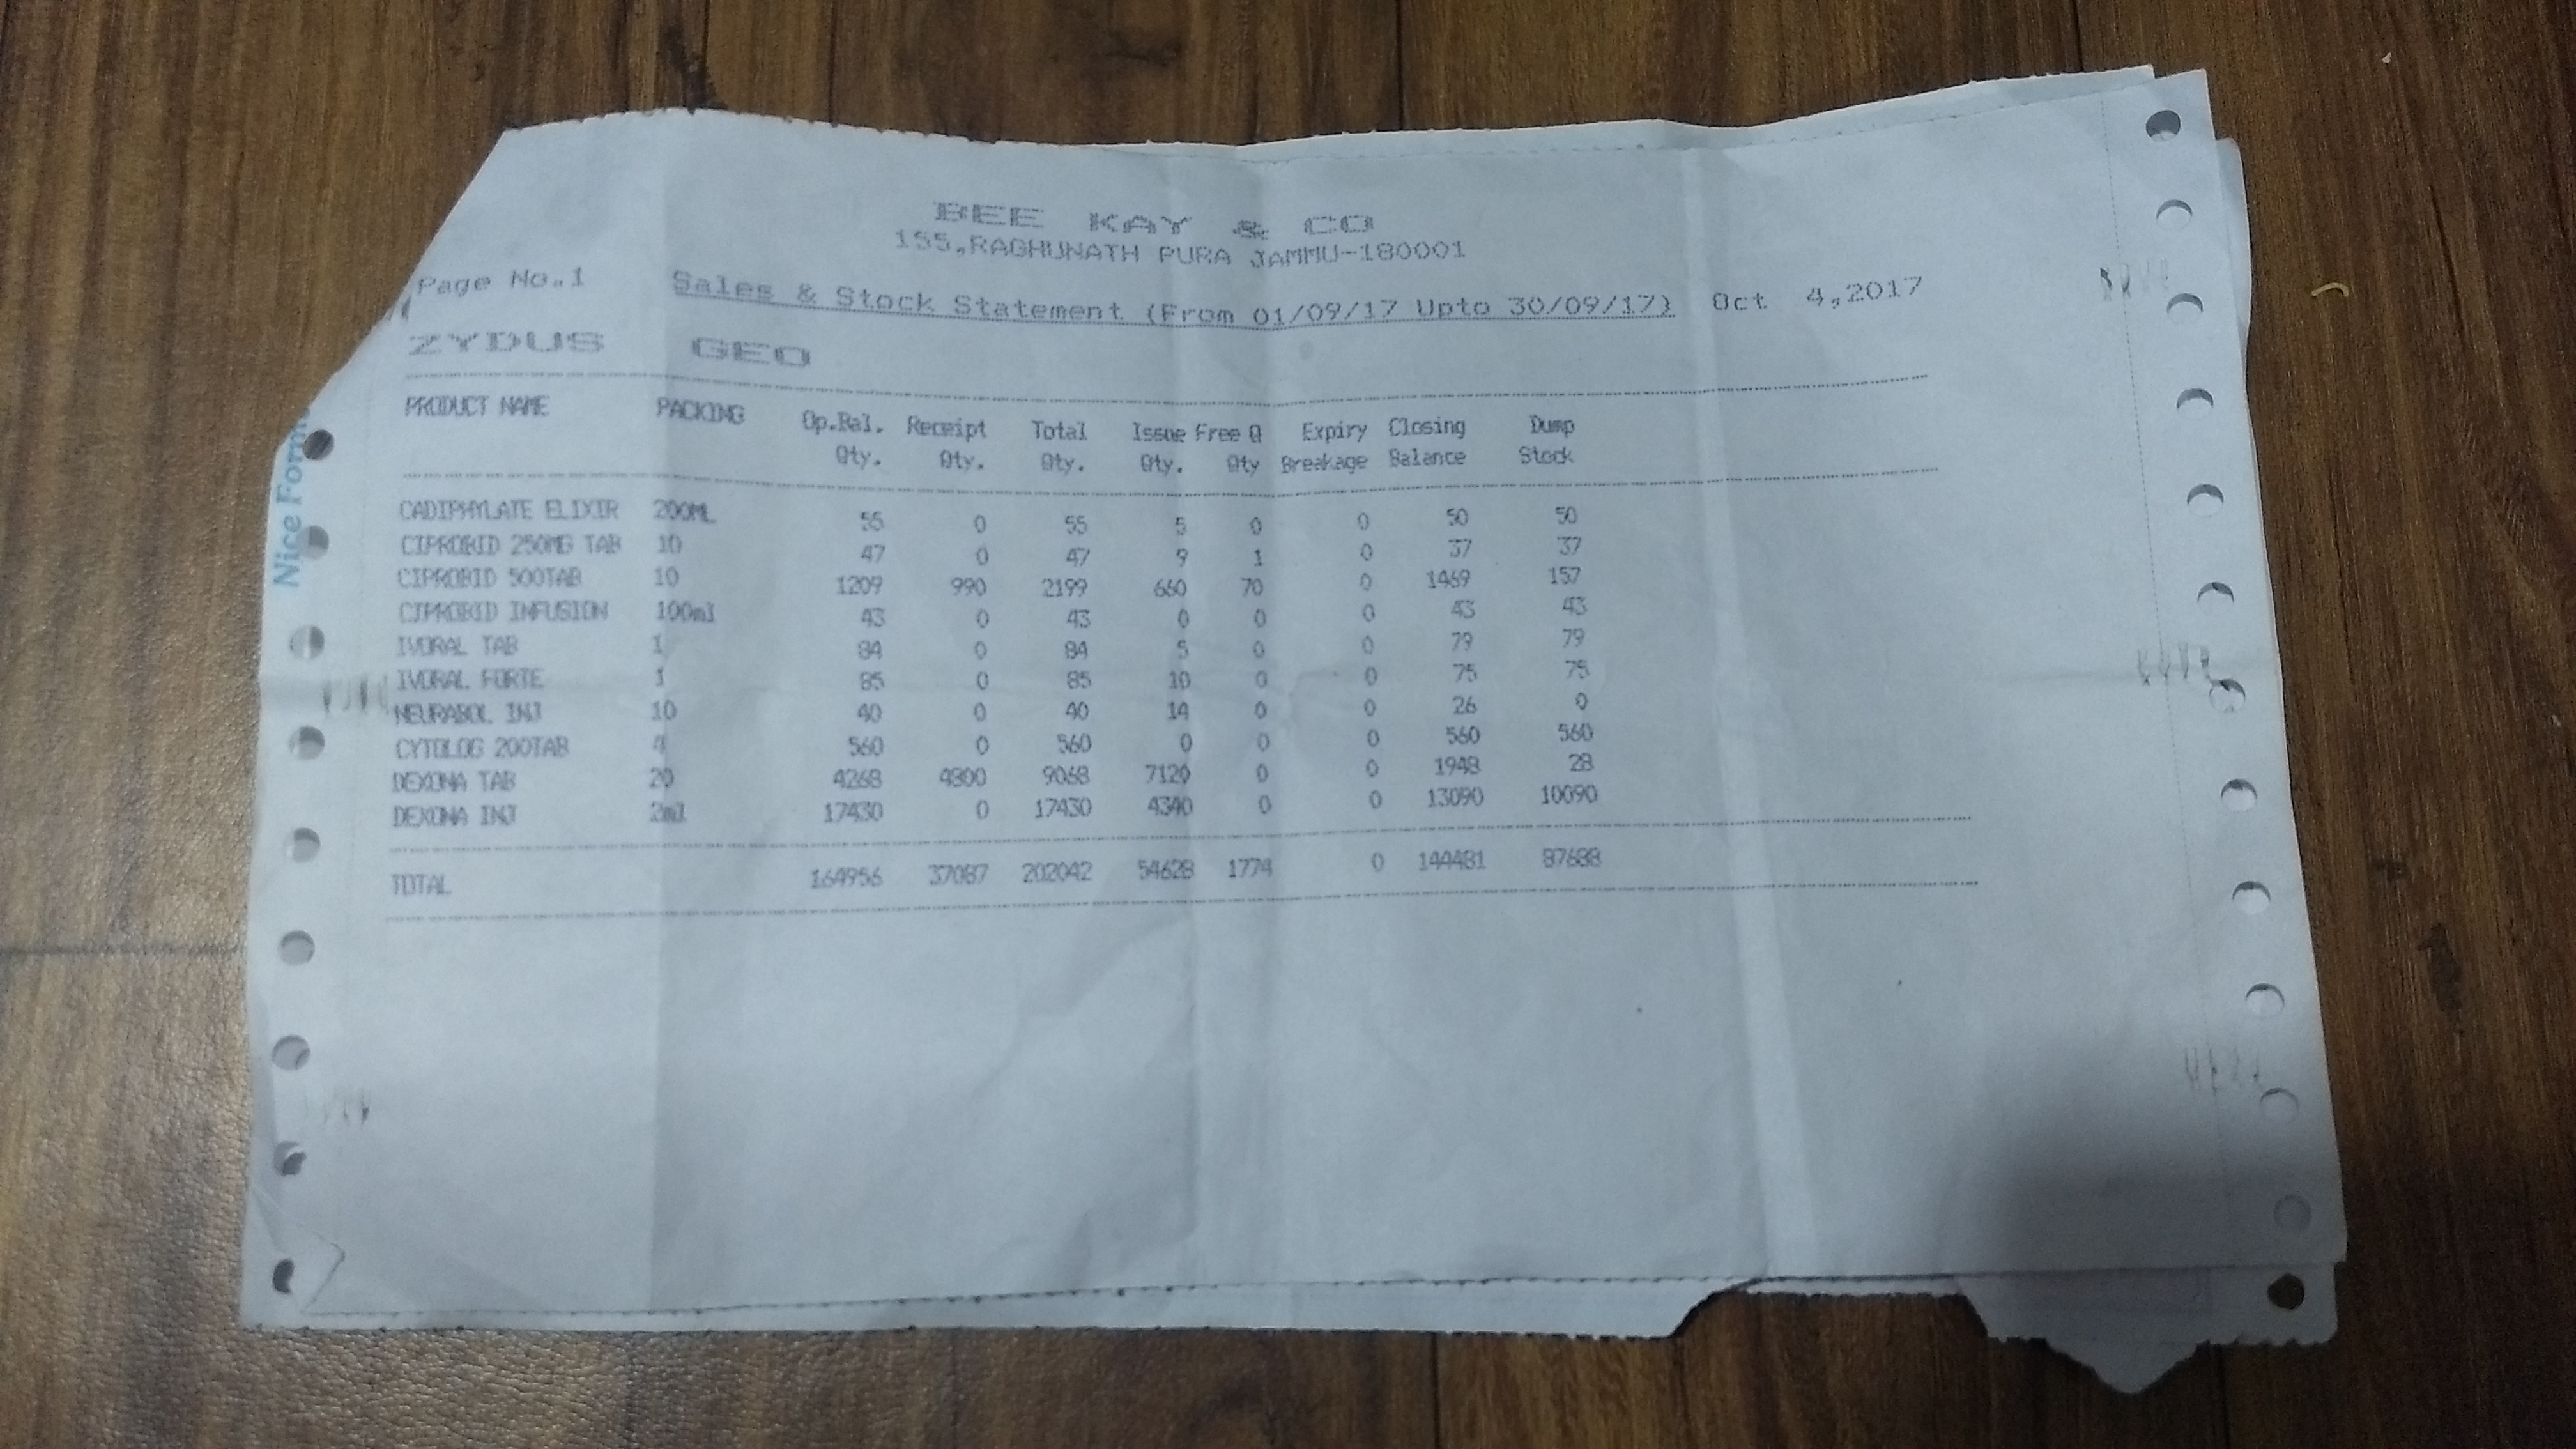 BEE KAY & CO
155,RAGHUNATH PURA JAMMU-180001
Page No.1 Sales & Stock Statement (From 01/09/17 Upto 30/09/17) Oct 4,2017
ZYDUS GEO
PRODUCT NAME PACKING Op.Bal. Receipt Total Issue Free Q Expiry Closing Dump
Qty. Qty. Qty. Qty. Qty Breakage Balance Stock
CADIPHYLATE ELIXIR 200ML 55 0 55 5 0 0 50 50
CIPROBID 250MG TAB 10 47 0 47 9 1 0 37 37
CIPROBID 500TAB 10 1209 990 2199 660 70 0 1469 157
CIPROBID INFUSION 100ml 43 0 43 0 0 0 43 43
IVORAL TAB 1 84 0 84 5 0 0 79 79
IVORAL FORTE 1 85 0 85 10 0 0 75 75
NEURABOL INJ 10 40 0 40 14 0 0 26 0
CYTOLOG 200TAB 4 560 0 560 0 0 0 560 560
DEXONA TAB 20 4268 4800 9068 7120 0 0 1948 28
DEXONA INJ 2ml 17430 0 17430 4340 0 0 13090 10090
TOTAL 164956 37087 202042 54628 1774 0 144481 87688
Nice Form